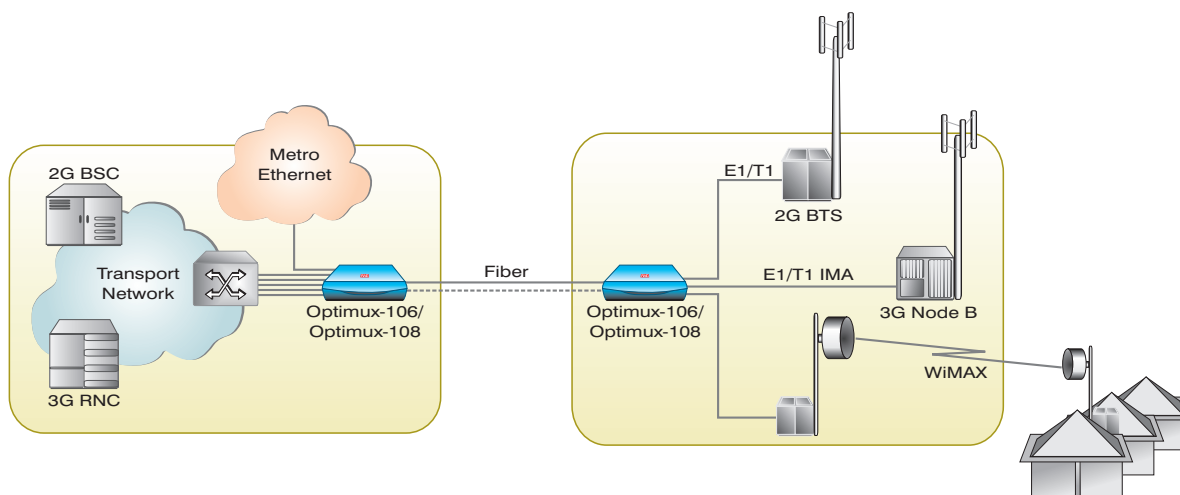 2G BSC
Metro
Ethernet
Transport
Network
3G RNC
Optimux-106/
Optimux-108
Fiber
Optimux-106/
Optimux-108
E1/T1
2G BTS
E1/T1 IMA
3G Node B
WiMAX